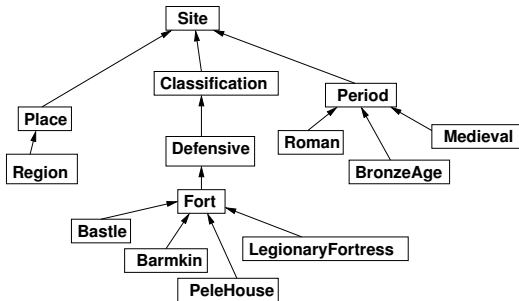 Site
Classification
Period
Place
Roman
Medieval
Defensive
Region
BronzeAge
Fort
Bastle
LegionaryFortress
Barmkin
PeleHouse